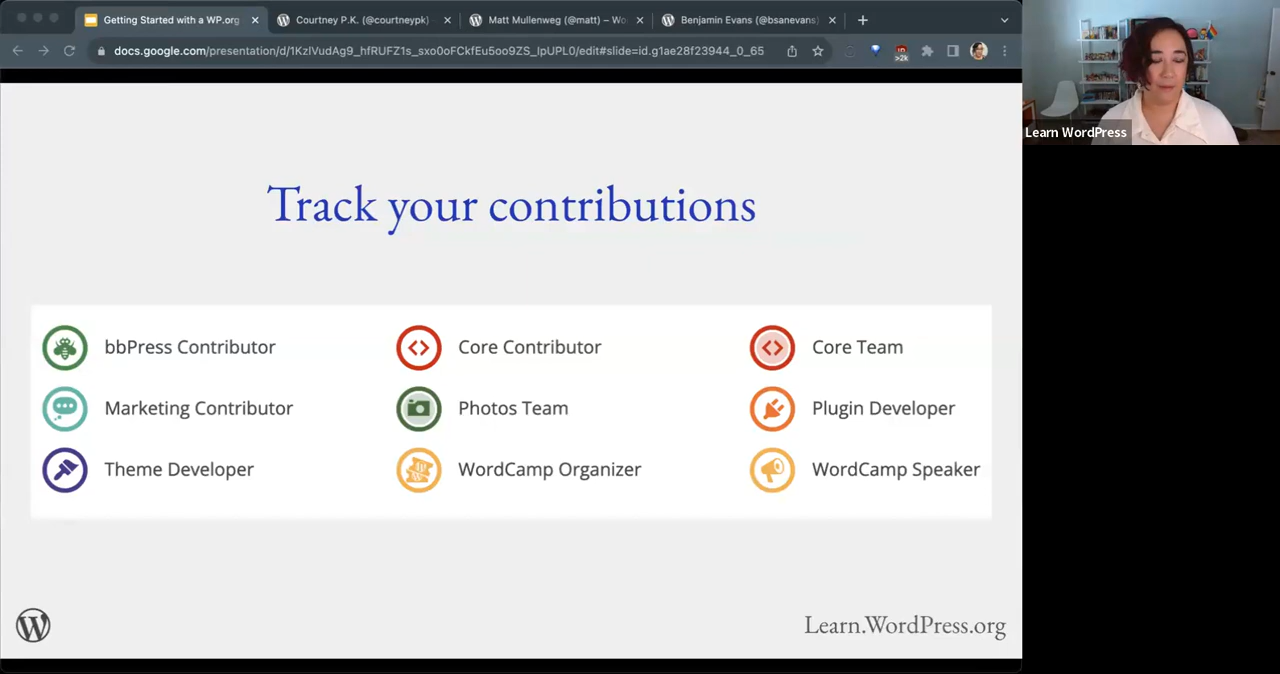 Getting Started with a WP.org
Courtney P.K. (@courtneypk)
Matt Mullenweg (@matt) – Wo
Benjamin Evans (@bsanevans)
docs.google.com/presentation/d/1KzIVudAg9_hfRUFZ1s_sxo0oFCkfEu5oo9ZS_lpUPL0/edit#slide=id.g1ae28f23944_0_65
>2k
Learn WordPress
Track your contributions
bbPress Contributor
Core Contributor
Core Team
Marketing Contributor
Photos Team
Plugin Developer
Theme Developer
WordCamp Organizer
WordCamp Speaker
Learn.WordPress.org